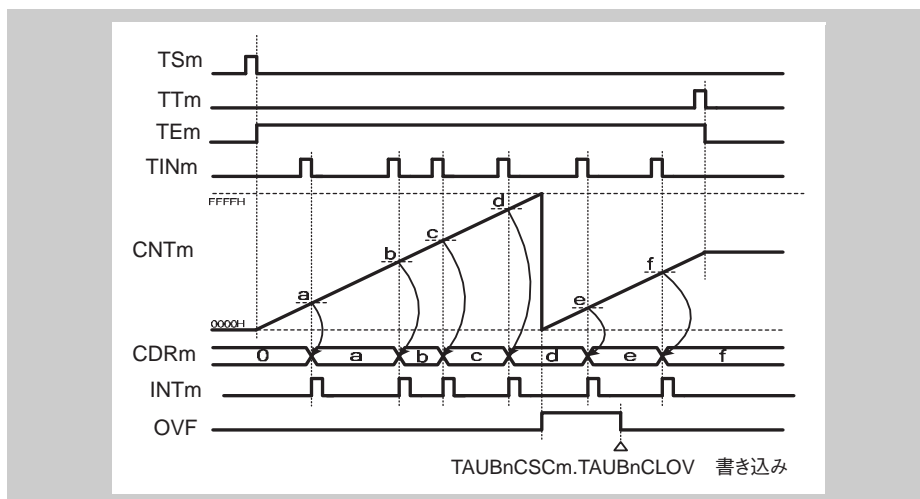 TSm
TTm
TEm
TINm
FFFFH
CNTm
a
b
c
d
e
f
0000H
CDRm 0 a b c d e f
INTm
OVF
TAUBnCSCm.TAUBnCLOV 書き込み